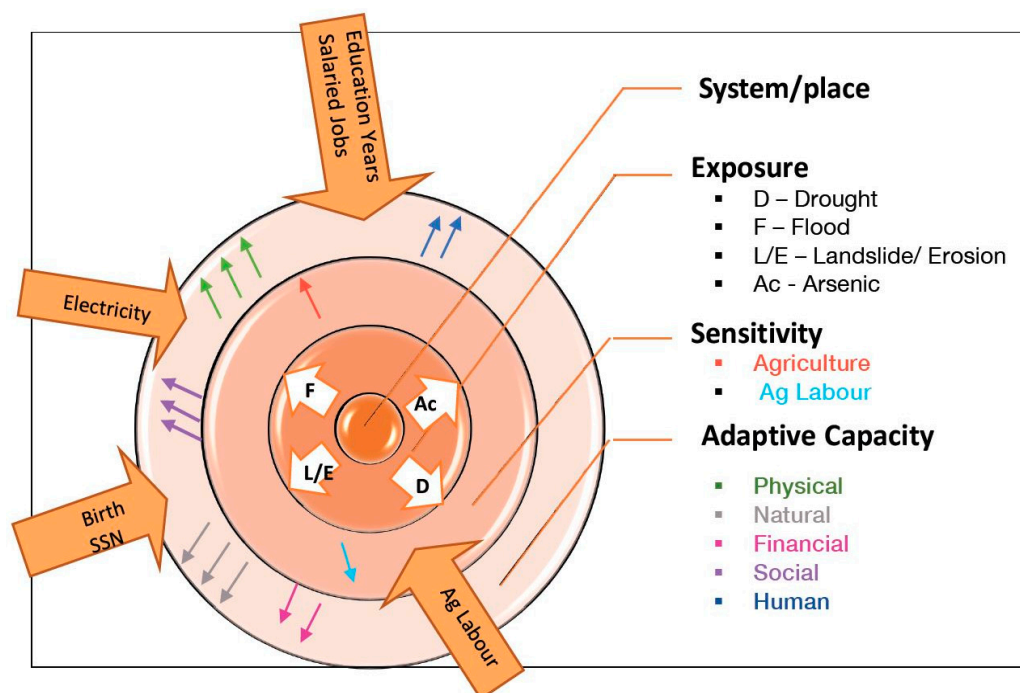 Education Years
Salaried Jobs
Electricity
Birth
SSN
Ag Labour
F
Ac
L/E
D
System/place
Exposure
▪ D – Drought
▪ F – Flood
▪ L/E – Landslide/ Erosion
▪ Ac - Arsenic
Sensitivity
▪ Agriculture
▪ Ag Labour
Adaptive Capacity
▪ Physical
▪ Natural
▪ Financial
▪ Social
▪ Human